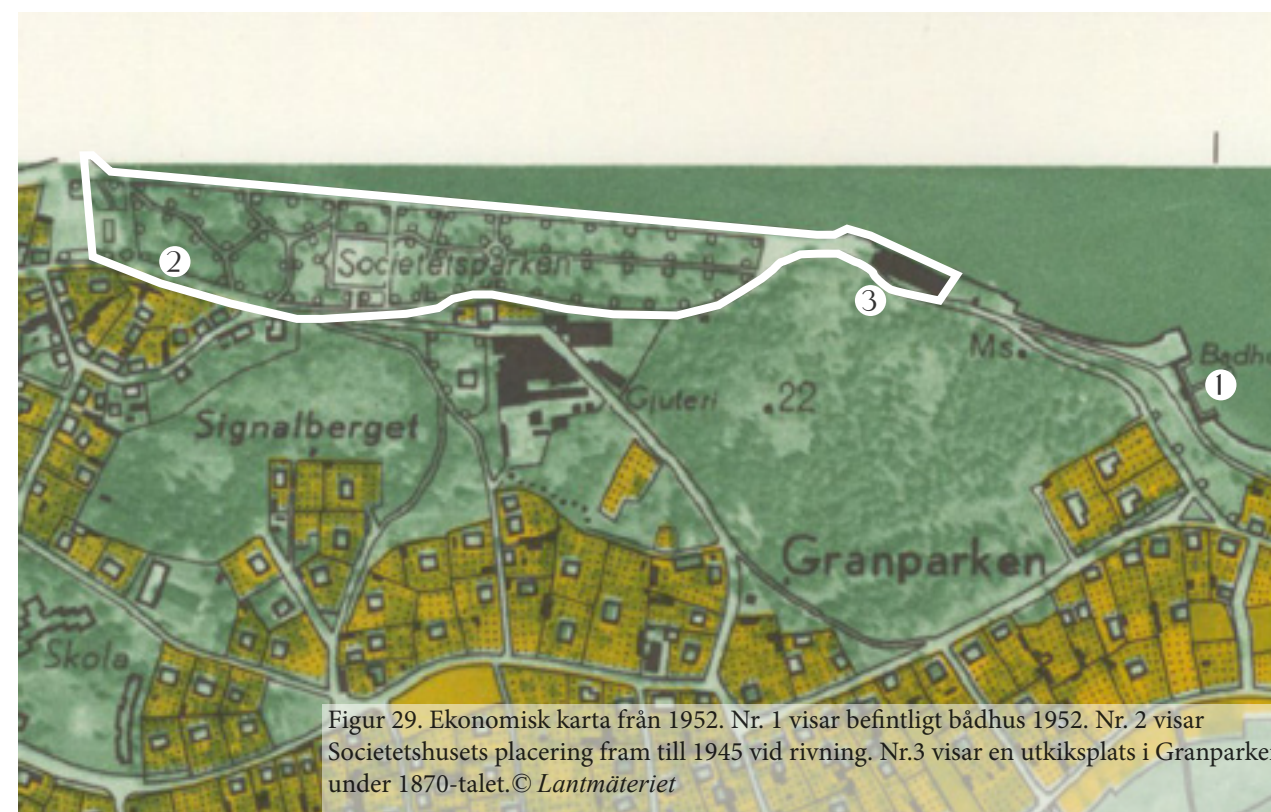 2
Societetsparken
3
Ms.
Badhu
1
Gjuteri
.22
Signalberget
Granparken
Skola
Figur 29. Ekonomisk karta från 1952. Nr. 1 visar befintligt bådhus 1952. Nr. 2 visar
Societetshusets placering fram till 1945 vid rivning. Nr.3 visar en utkiksplats i Granparken
under 1870-talet.© Lantmäteriet